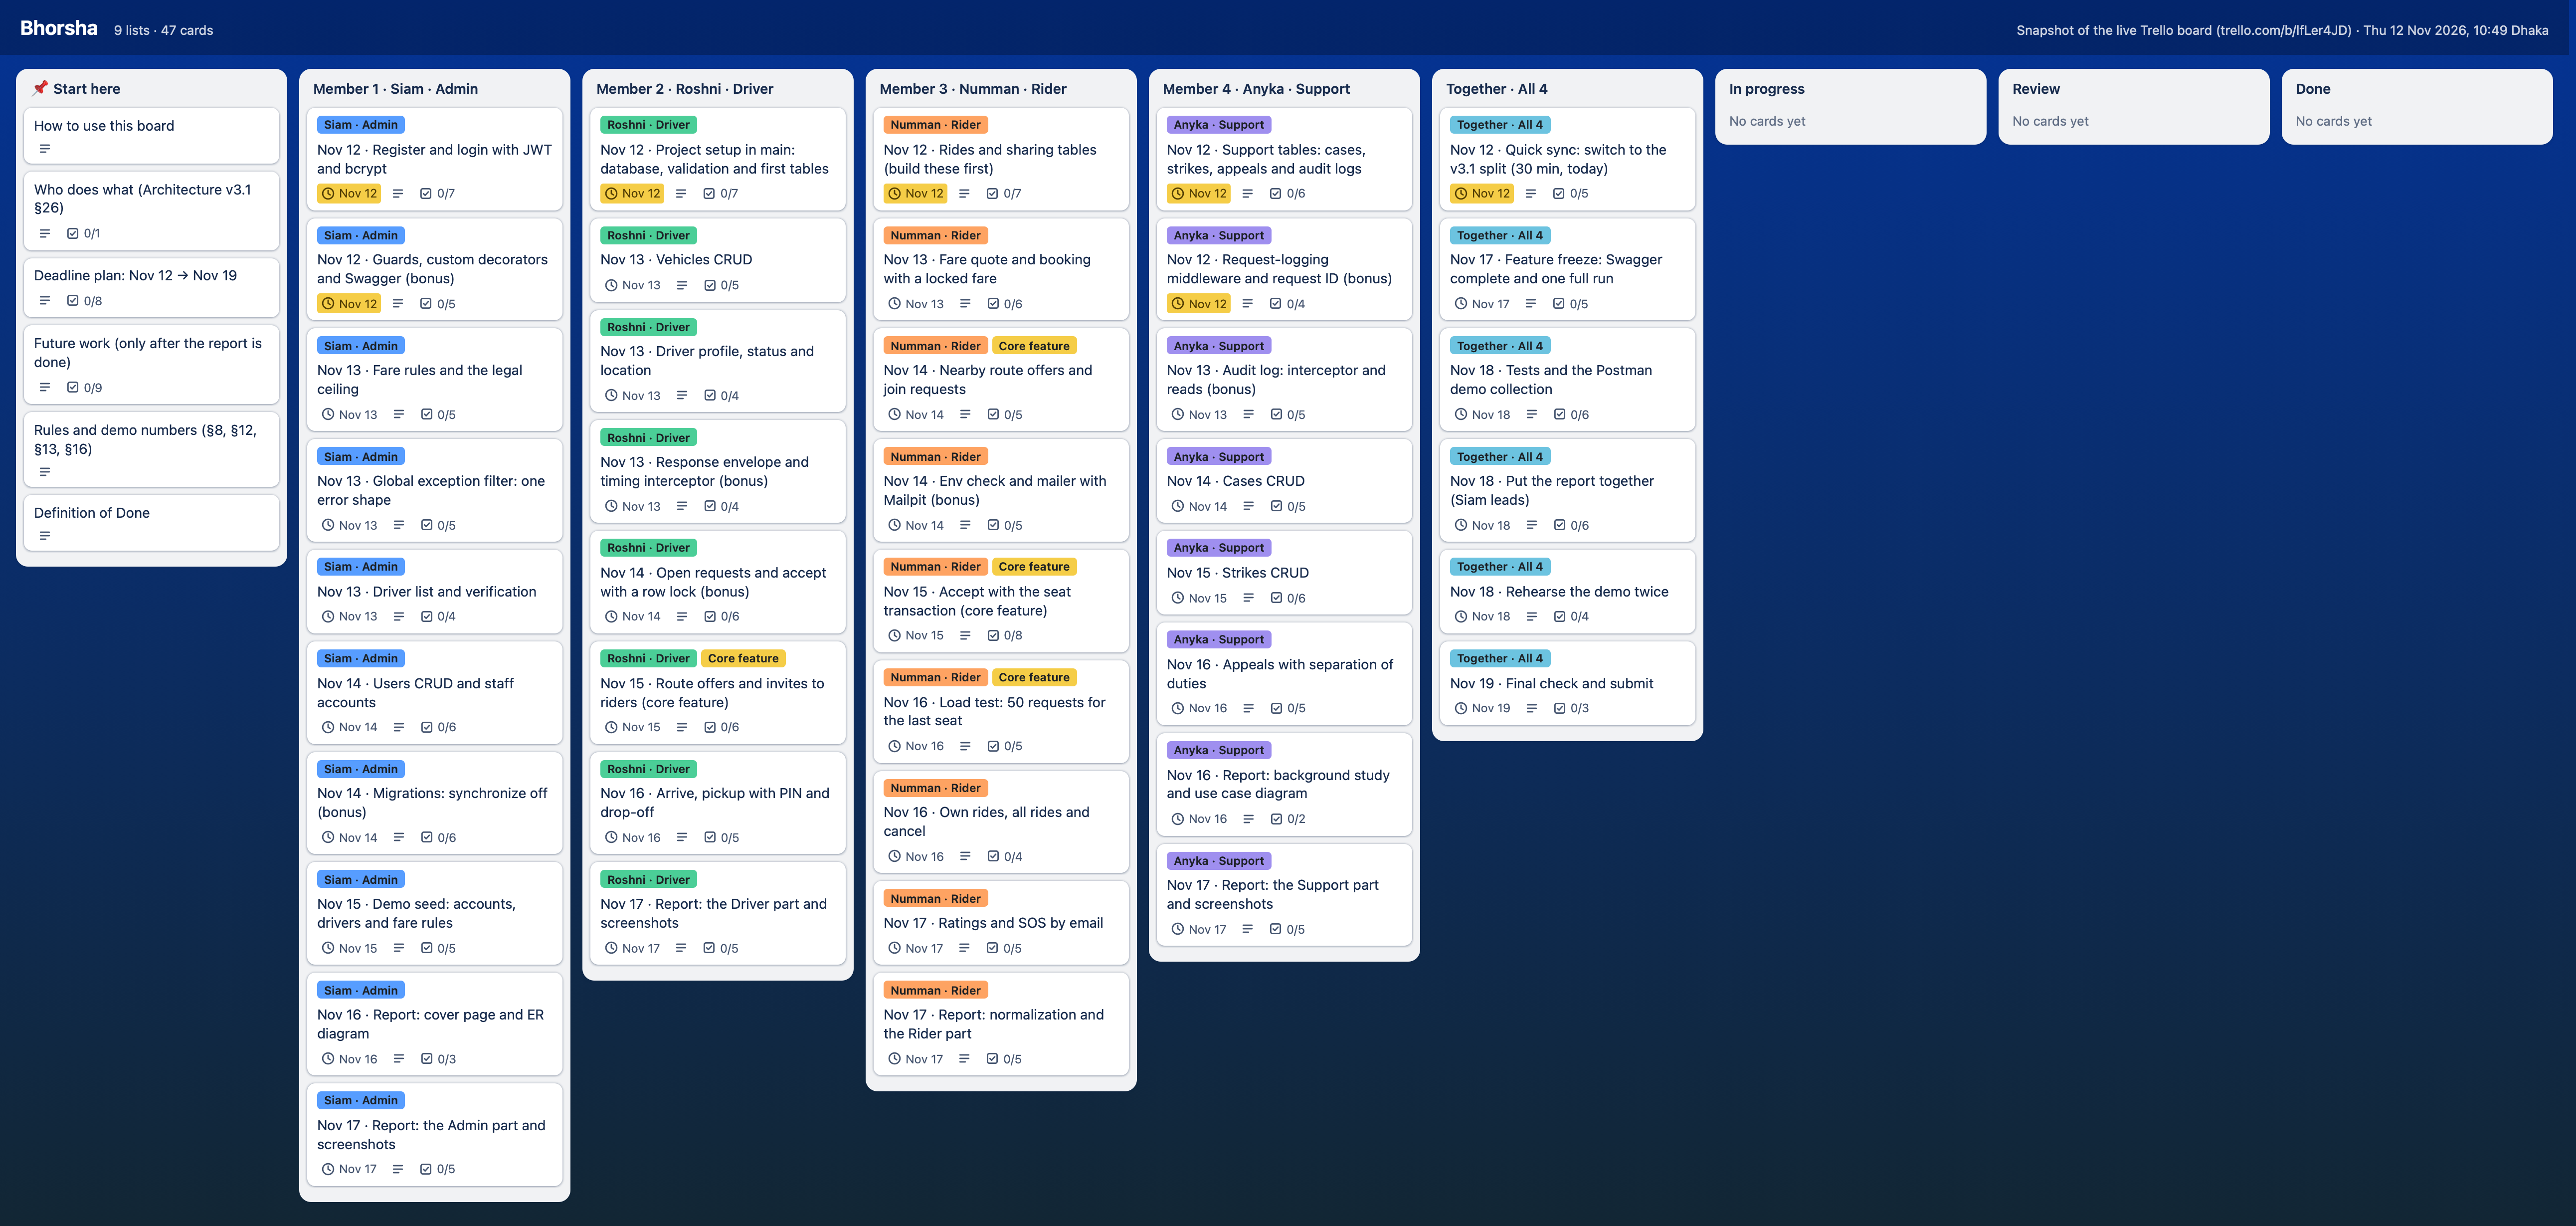 Bhorsha
9 lists · 47 cards
Snapshot of the live Trello board (trello.com/b/lfLer4JD) · Thu 12 Nov 2026, 10:49 Dhaka
📌 Start here
How to use this board
Who does what (Architecture v3.1
§26)
0/1
Deadline plan: Nov 12 → Nov 19
0/8
Future work (only after the report is
done)
0/9
Rules and demo numbers (§8, §12,
§13, §16)
Definition of Done
Member 1 · Siam · Admin
Siam · Admin
Nov 12 · Register and login with JWT
and bcrypt
Nov 12 0/7
Siam · Admin
Nov 12 · Guards, custom decorators
and Swagger (bonus)
Nov 12 0/5
Siam · Admin
Nov 13 · Fare rules and the legal
ceiling
Nov 13 0/5
Siam · Admin
Nov 13 · Global exception filter: one
error shape
Nov 13 0/5
Siam · Admin
Nov 13 · Driver list and verification
Nov 13 0/4
Siam · Admin
Nov 14 · Users CRUD and staff
accounts
Nov 14 0/6
Siam · Admin
Nov 14 · Migrations: synchronize off
(bonus)
Nov 14 0/6
Siam · Admin
Nov 15 · Demo seed: accounts,
drivers and fare rules
Nov 15 0/5
Siam · Admin
Nov 16 · Report: cover page and ER
diagram
Nov 16 0/3
Siam · Admin
Nov 17 · Report: the Admin part and
screenshots
Nov 17 0/5
Member 2 · Roshni · Driver
Roshni · Driver
Nov 12 · Project setup in main:
database, validation and first tables
Nov 12 0/7
Roshni · Driver
Nov 13 · Vehicles CRUD
Nov 13 0/5
Roshni · Driver
Nov 13 · Driver profile, status and
location
Nov 13 0/4
Roshni · Driver
Nov 13 · Response envelope and
timing interceptor (bonus)
Nov 13 0/4
Roshni · Driver
Nov 14 · Open requests and accept
with a row lock (bonus)
Nov 14 0/6
Roshni · Driver Core feature
Nov 15 · Route offers and invites to
riders (core feature)
Nov 15 0/6
Roshni · Driver
Nov 16 · Arrive, pickup with PIN and
drop-off
Nov 16 0/5
Roshni · Driver
Nov 17 · Report: the Driver part and
screenshots
Nov 17 0/5
Member 3 · Numman · Rider
Numman · Rider
Nov 12 · Rides and sharing tables
(build these first)
Nov 12 0/7
Numman · Rider
Nov 13 · Fare quote and booking
with a locked fare
Nov 13 0/6
Numman · Rider Core feature
Nov 14 · Nearby route offers and
join requests
Nov 14 0/5
Numman · Rider
Nov 14 · Env check and mailer with
Mailpit (bonus)
Nov 14 0/5
Numman · Rider Core feature
Nov 15 · Accept with the seat
transaction (core feature)
Nov 15 0/8
Numman · Rider Core feature
Nov 16 · Load test: 50 requests for
the last seat
Nov 16 0/5
Numman · Rider
Nov 16 · Own rides, all rides and
cancel
Nov 16 0/4
Numman · Rider
Nov 17 · Ratings and SOS by email
Nov 17 0/5
Numman · Rider
Nov 17 · Report: normalization and
the Rider part
Nov 17 0/5
Member 4 · Anyka · Support
Anyka · Support
Nov 12 · Support tables: cases,
strikes, appeals and audit logs
Nov 12 0/6
Anyka · Support
Nov 12 · Request-logging
middleware and request ID (bonus)
Nov 12 0/4
Anyka · Support
Nov 13 · Audit log: interceptor and
reads (bonus)
Nov 13 0/5
Anyka · Support
Nov 14 · Cases CRUD
Nov 14 0/5
Anyka · Support
Nov 15 · Strikes CRUD
Nov 15 0/6
Anyka · Support
Nov 16 · Appeals with separation of
duties
Nov 16 0/5
Anyka · Support
Nov 16 · Report: background study
and use case diagram
Nov 16 0/2
Anyka · Support
Nov 17 · Report: the Support part
and screenshots
Nov 17 0/5
Together · All 4
Together · All 4
Nov 12 · Quick sync: switch to the
v3.1 split (30 min, today)
Nov 12 0/5
Together · All 4
Nov 17 · Feature freeze: Swagger
complete and one full run
Nov 17 0/5
Together · All 4
Nov 18 · Tests and the Postman
demo collection
Nov 18 0/6
Together · All 4
Nov 18 · Put the report together
(Siam leads)
Nov 18 0/6
Together · All 4
Nov 18 · Rehearse the demo twice
Nov 18 0/4
Together · All 4
Nov 19 · Final check and submit
Nov 19 0/3
In progress
No cards yet
Review
No cards yet
Done
No cards yet